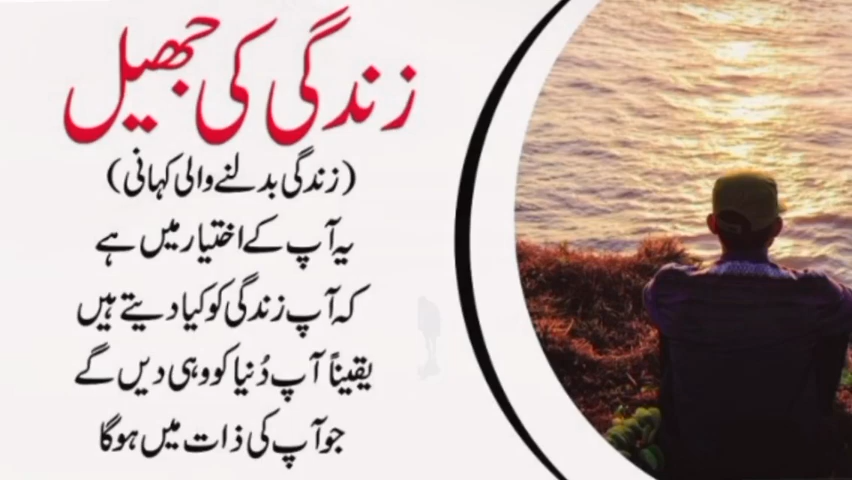 زندگی کی جھیل
(زندگی بدلنے والی کہانی)
یہ آپ کے اختیار میں ہے
کہ آپ زندگی کو کیا دیتے ہیں
یقیناً آپ دُنیا کو وہی دیں گے
جو آپ کی ذات میں ہوگا